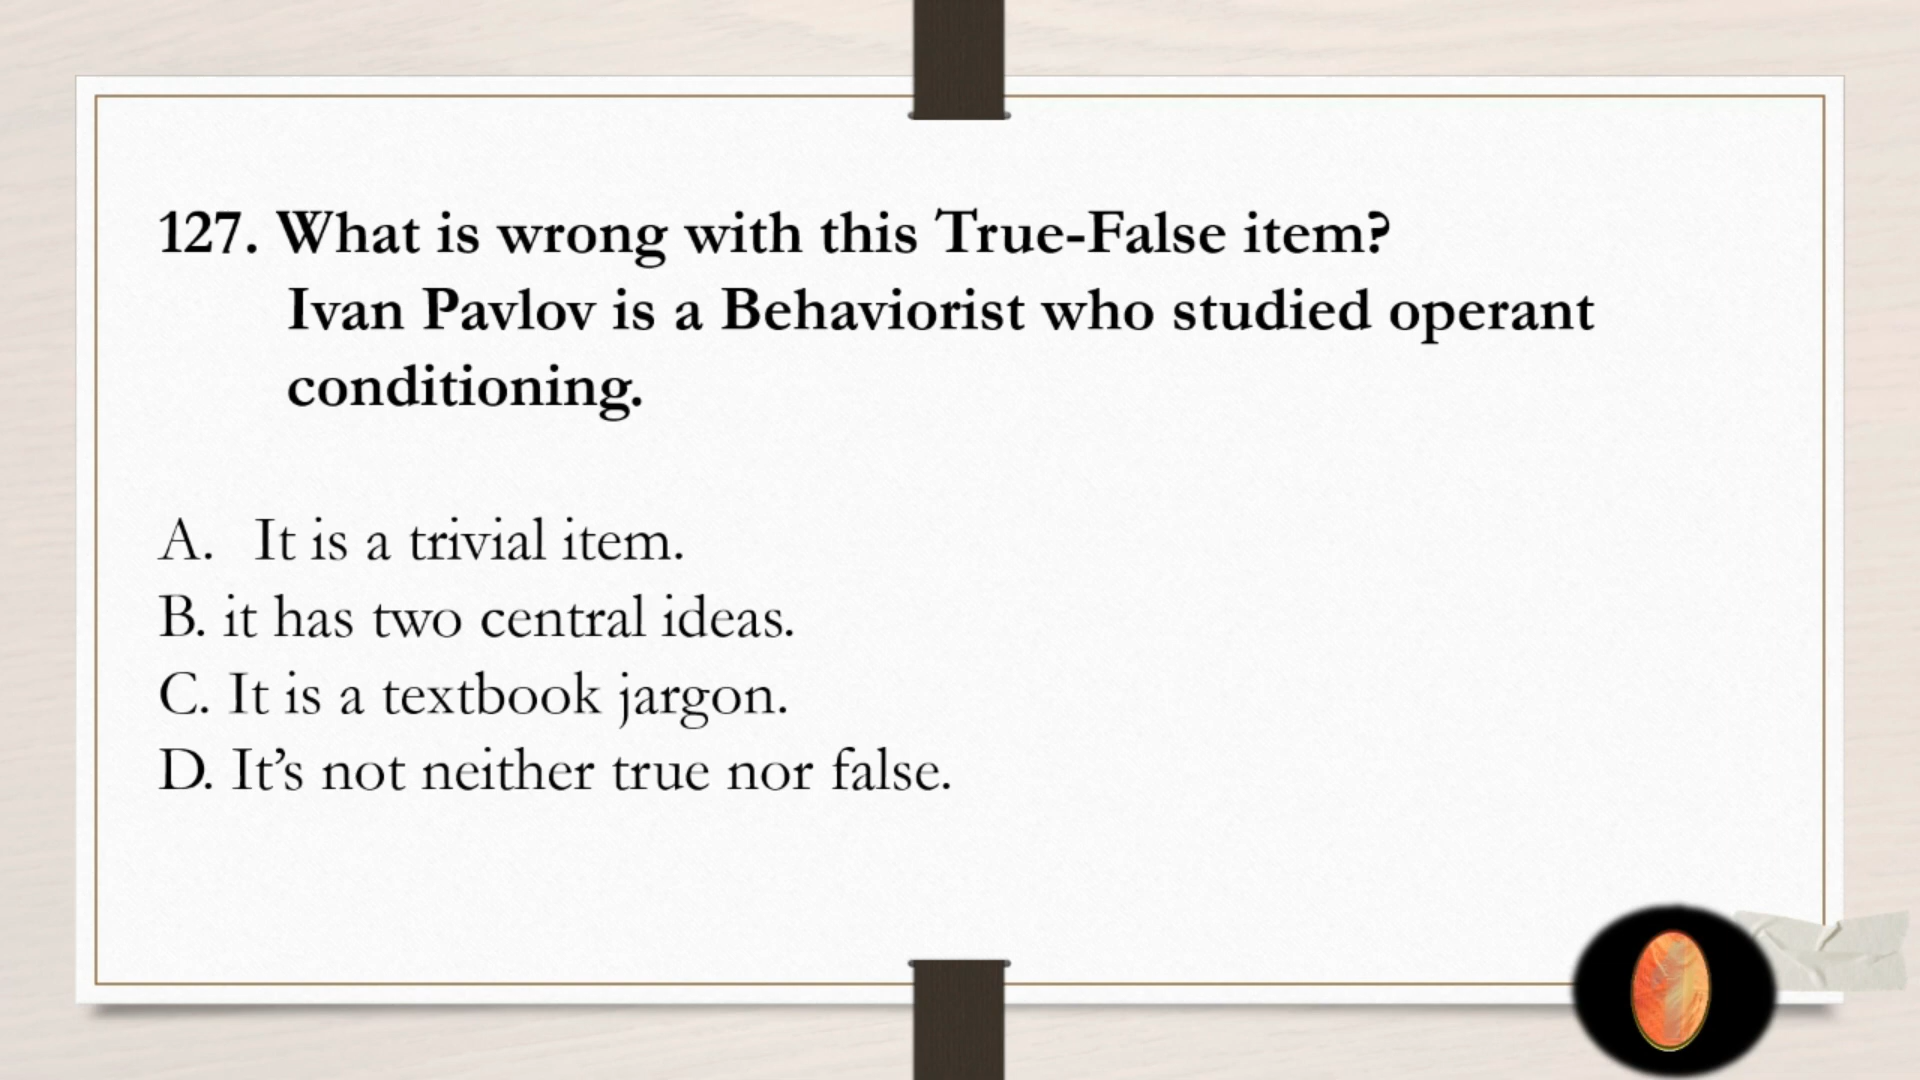 127. What is wrong with this True-False item?
Ivan Pavlov is a Behaviorist who studied operant
conditioning.
A. It is a trivial item.
B. it has two central ideas.
C. It is a textbook jargon.
D. It’s not neither true nor false.